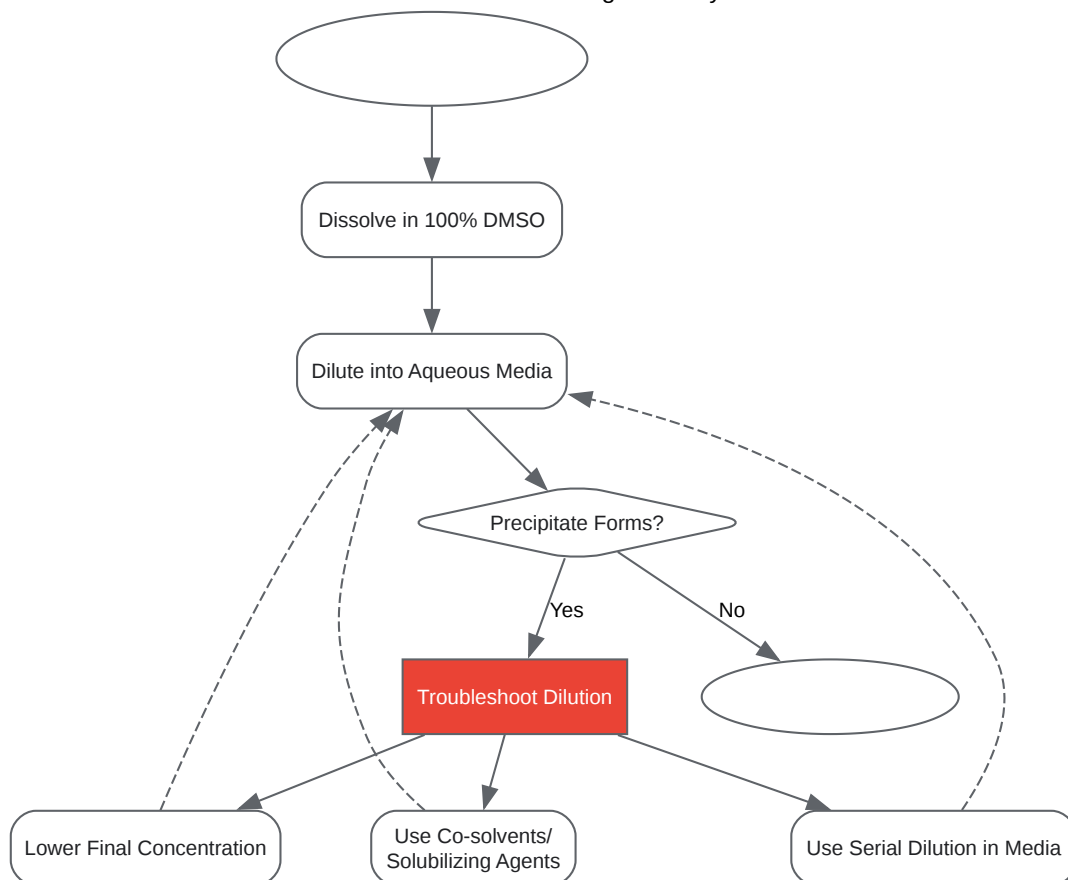 Dissolve in 100% DMSO
Dilute into Aqueous Media
Precipitate Forms?
Yes
No
Troubleshoot Dilution
Lower Final Concentration
Use Co-solvents/
Solubilizing Agents
Use Serial Dilution in Media